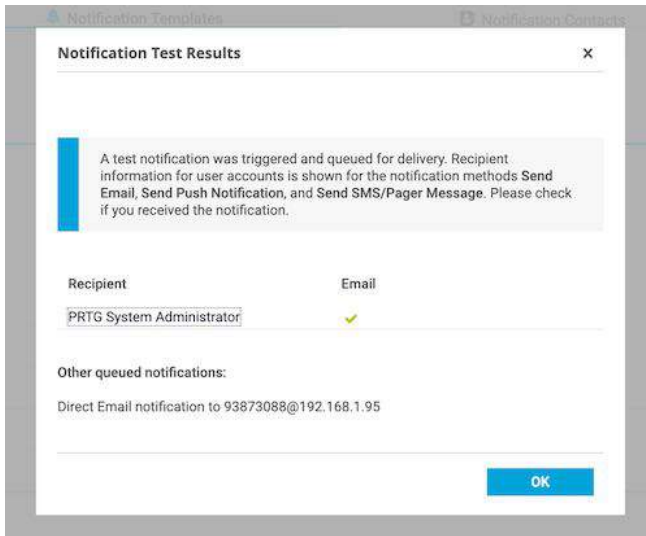 Notification Templates
Notification Contacts
Notification Test Results
A test notification was triggered and queued for delivery. Recipient
information for user accounts is shown for the notification methods Send
Email, Send Push Notification, and Send SMS/Pager Message. Please check
if you received the notification.
Recipient Email
PRTG System Administrator
Other queued notifications:
Direct Email notification to 93873088@192.168.1.95
OK